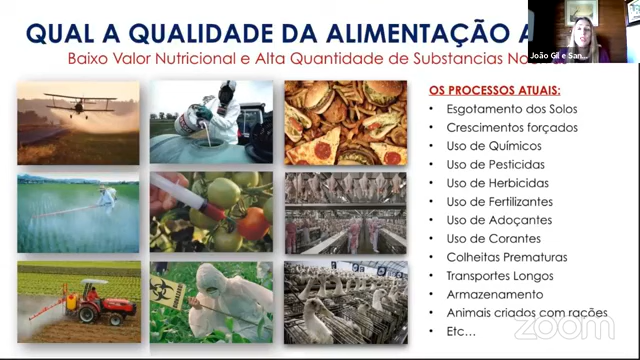 QUAL A QUALIDADE DA ALIMENTAÇÃO A
Baixo Valor Nutricional e Alta Quantidade de Substancias No
João Gil e San...
OS PROCESSOS ATUAIS:
• Esgotamento dos Solos
• Crescimentos forçados
• Uso de Químicos
• Uso de Pesticidas
• Uso de Herbicidas
• Uso de Fertilizantes
• Uso de Adoçantes
• Uso de Corantes
• Colheitas Prematuras
• Transportes Longos
• Armazenamento
• Animais criados com rações
• Etc...
zoom